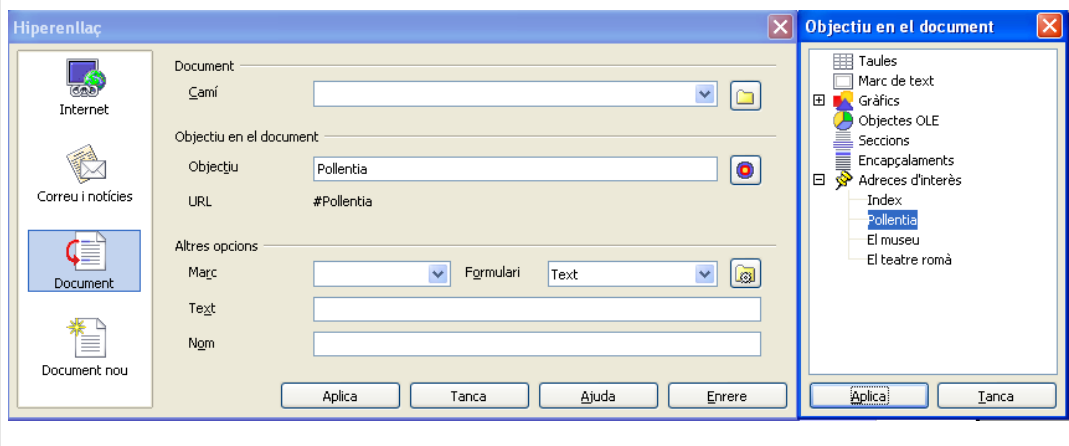 Hiperenllaç
Internet
Correu i notícies
Document
Document nou
Document
Camí
Objectiu en el document
Objectiu
Pollentia
URL
#Pollentia
Altres opcions
Marc
Formulari
Text
Text
Nom
Aplica
Tanca
Ajuda
Enrere
Objectiu en el document
Taules
Marc de text
Gràfics
Objectes OLE
Seccions
Encapçalaments
Adreces d'interès
Index
Pollentia
El museu
El teatre romà
Aplica
Tanca